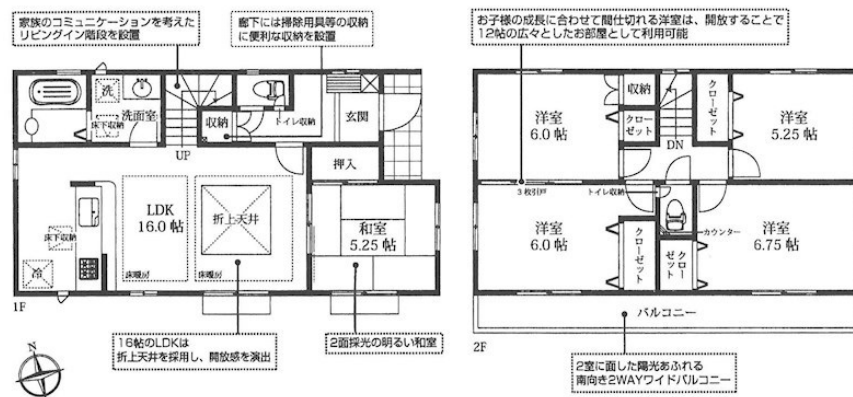 家族のコミュニケーションを考えた
リビングイン階段を設置
廊下には掃除用具等の収納
に便利な収納を設置
お子様の成長に合わせて間仕切れる洋室は、開放することで
12帖の広々としたお部屋として利用可能
洗
洗面室
床下収納
UP
収納
トイレ収納
玄関
押入
LDK
16.0 帖
折上天井
和室
5.25 帖
床下収納
冷
床暖房
床暖房
1F
16帖のLDKは
折上天井を採用し、開放感を演出
2面採光の明るい和室
洋室
6.0 帖
収納
クロー
ゼット
クローゼット
DN
洋室
5.25 帖
3枚引戸
トイレ収納
洋室
6.0 帖
クローゼット
クロー
ゼット
カウンター
洋室
6.75 帖
バルコニー
2F
2室に面した陽光あふれる
南向き2WAYワイドバルコニー
N